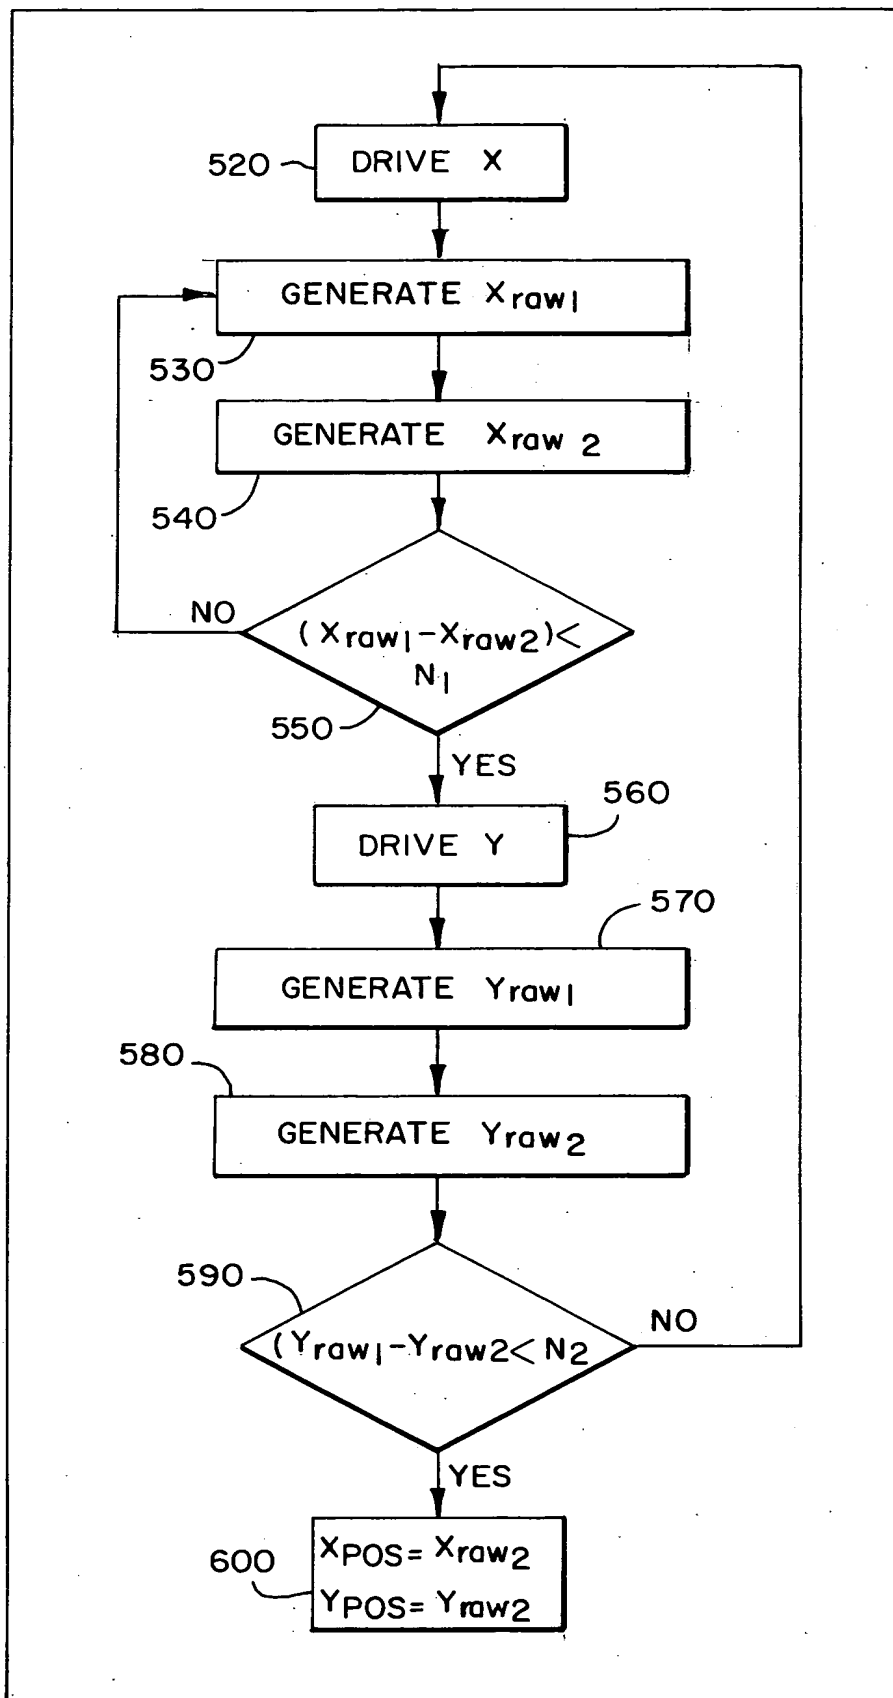 520
DRIVE X
GENERATE Xraw1
530
GENERATE Xraw 2
540
NO
(Xraw1-Xraw2)<
N1
550
YES
560
DRIVE Y
570
GENERATE Yraw1
580
GENERATE Yraw2
590
(Yraw1-Yraw2<N2
NO
YES
600
XPOS= Xraw2
YPOS= Yraw2